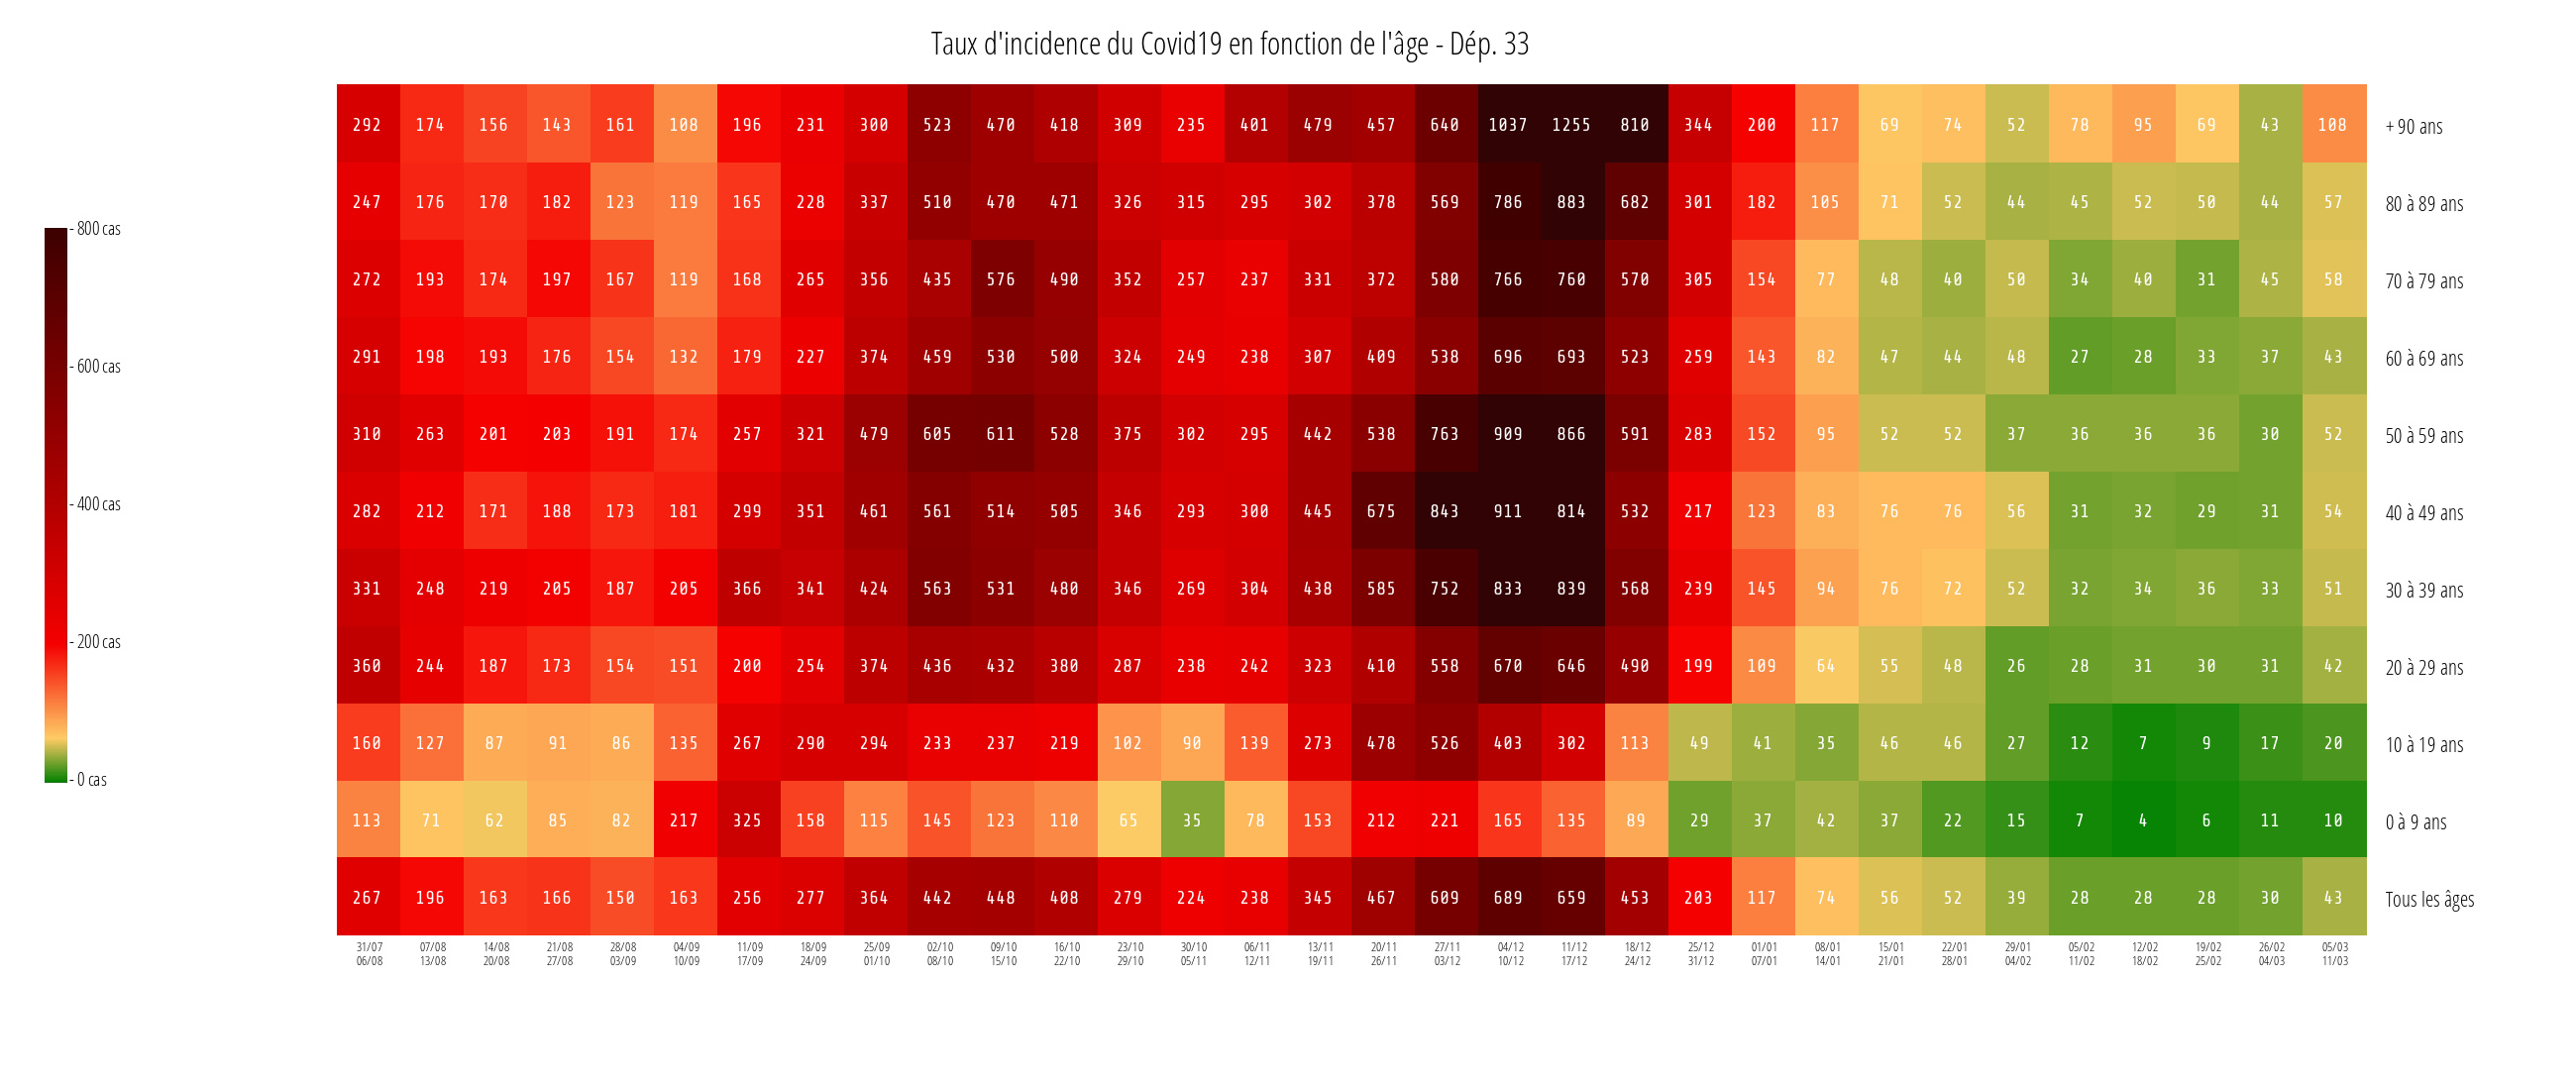 Taux d'incidence du Covid19 en fonction de l'âge - Dép. 33
- 800 cas
- 600 cas
- 400 cas
- 200 cas
- 0 cas
292 174 156 143 161 108 196 231 300 523 470 418 309 235 401 479 457 640 1037 1255 810 344 200 117 69 74 52 78 95 69 43 108 + 90 ans
247 176 170 182 123 119 165 228 337 510 470 471 326 315 295 302 378 569 786 883 682 301 182 105 71 52 44 45 52 50 44 57 80 à 89 ans
272 193 174 197 167 119 168 265 356 435 576 490 352 257 237 331 372 580 766 760 570 305 154 77 48 40 50 34 40 31 45 58 70 à 79 ans
291 198 193 176 154 132 179 227 374 459 530 500 324 249 238 307 409 538 696 693 523 259 143 82 47 44 48 27 28 33 37 43 60 à 69 ans
310 263 201 203 191 174 257 321 479 605 611 528 375 302 295 442 538 763 909 866 591 283 152 95 52 52 37 36 36 36 30 52 50 à 59 ans
282 212 171 188 173 181 299 351 461 561 514 505 346 293 300 445 675 843 911 814 532 217 123 83 76 76 56 31 32 29 31 54 40 à 49 ans
331 248 219 205 187 205 366 341 424 563 531 480 346 269 304 438 585 752 833 839 568 239 145 94 76 72 52 32 34 36 33 51 30 à 39 ans
360 244 187 173 154 151 200 254 374 436 432 380 287 238 242 323 410 558 670 646 490 199 109 64 55 48 26 28 31 30 31 42 20 à 29 ans
160 127 87 91 86 135 267 290 294 233 237 219 102 90 139 273 478 526 403 302 113 49 41 35 46 46 27 12 7 9 17 20 10 à 19 ans
113 71 62 85 82 217 325 158 115 145 123 110 65 35 78 153 212 221 165 135 89 29 37 42 37 22 15 7 4 6 11 10 0 à 9 ans
267 196 163 166 150 163 256 277 364 442 448 408 279 224 238 345 467 609 689 659 453 203 117 74 56 52 39 28 28 28 30 43 Tous les âges
31/07 07/08 14/08 21/08 28/08 04/09 11/09 18/09 25/09 02/10 09/10 16/10 23/10 30/10 06/11 13/11 20/11 27/11 04/12 11/12 18/12 25/12 01/01 08/01 15/01 22/01 29/01 05/02 12/02 19/02 26/02 05/03
06/08 13/08 20/08 27/08 03/09 10/09 17/09 24/09 01/10 08/10 15/10 22/10 29/10 05/11 12/11 19/11 26/11 03/12 10/12 17/12 24/12 31/12 07/01 14/01 21/01 28/01 04/02 11/02 18/02 25/02 04/03 11/03